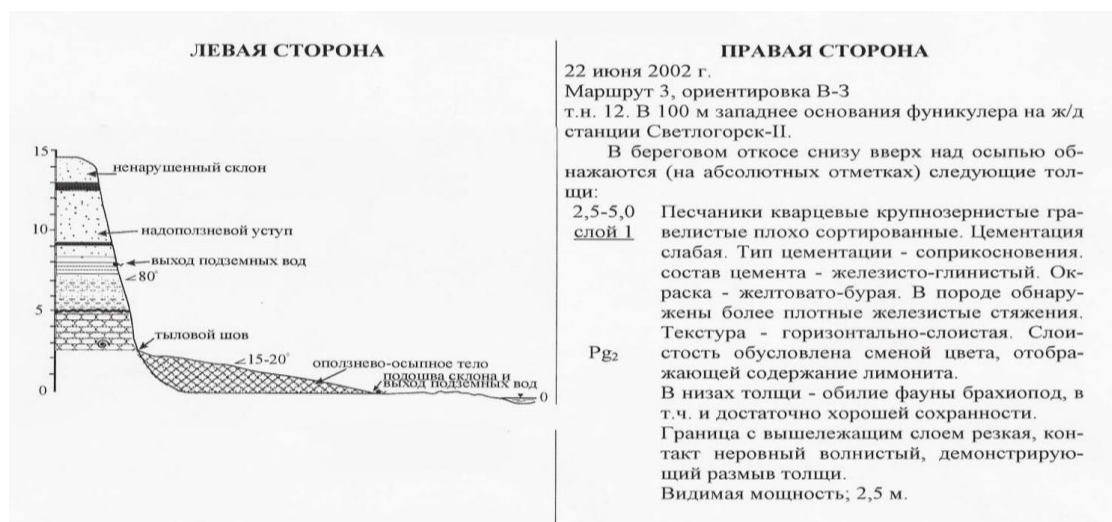 ЛЕВАЯ СТОРОНА
15
ненарушенный склон
10
надоползневой уступ
выход подземных вод
∠80°
5
тыловой шов
∠15-20°
оползнево-осыпное тело
подошва склона и
выход подземных вод
0
0
ПРАВАЯ СТОРОНА
22 июня 2002 г.
Маршрут 3, ориентировка В-З
т.н. 12. В 100 м западнее основания фуникулера на ж/д
станции Светлогорск-II.
В береговом откосе снизу вверх над осыпью об-
нажаются (на абсолютных отметках) следующие тол-
щи:
2,5-5,0 Песчаники кварцевые крупнозернистые гра-
слой 1 велистые плохо сортированные. Цементация
слабая. Тип цементации - соприкосновения.
состав цемента - железисто-глинистый. Ок-
раска - желтовато-бурая. В породе обнару-
жены более плотные железистые стяжения.
Текстура - горизонтально-слоистая. Слои-
Pg₂ стость обусловлена сменой цвета, отобра-
жающей содержание лимонита.
В низах толщи - обилие фауны брахиопод, в
т.ч. и достаточно хорошей сохранности.
Граница с вышележащим слоем резкая, кон-
такт неровный волнистый, демонстрирую-
щий размыв толщи.
Видимая мощность; 2,5 м.